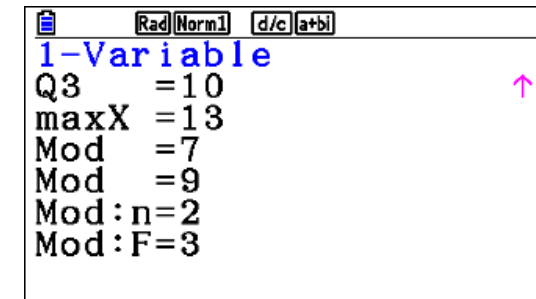 Rad Norm1 d/c a+bi
1-Variable
Q3 =10
maxX =13
Mod =7
Mod =9
Mod:n=2
Mod:F=3